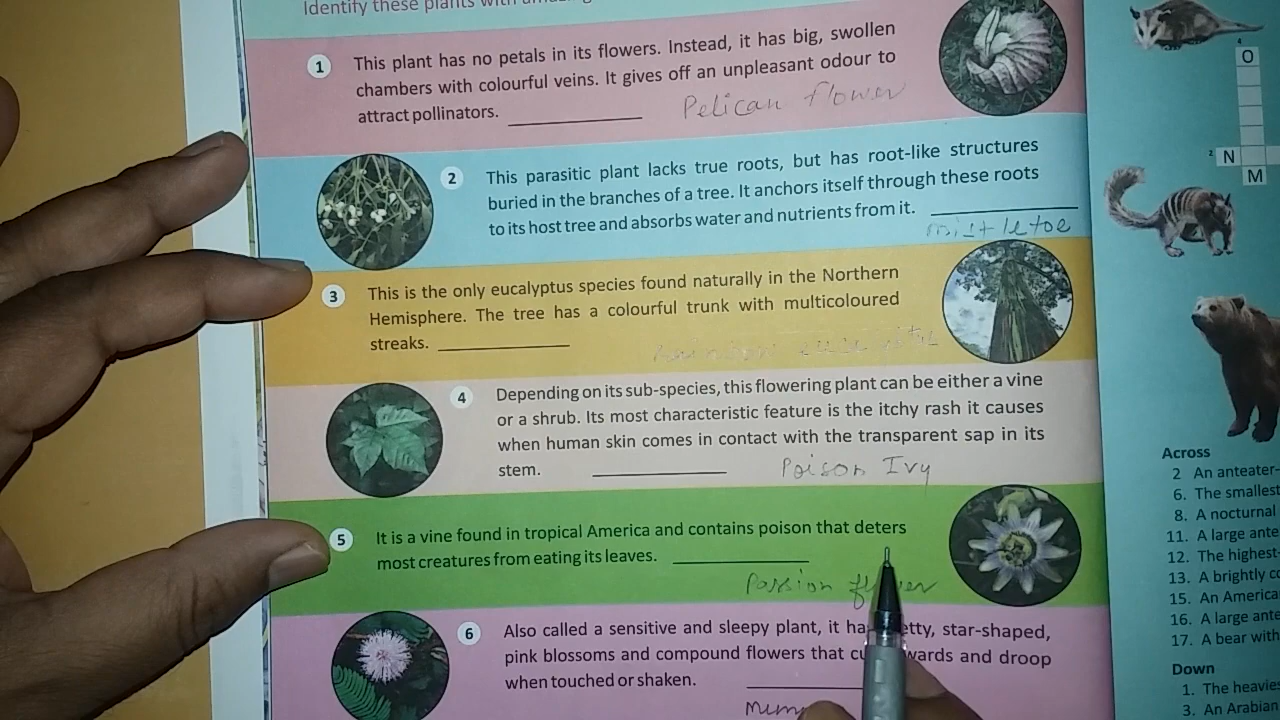 Identify these plants with
1 This plant has no petals in its flowers. Instead, it has big, swollen
chambers with colourful veins. It gives off an unpleasant odour to
attract pollinators. Pelican flower
2 This parasitic plant lacks true roots, but has root-like structures
buried in the branches of a tree. It anchors itself through these roots
to its host tree and absorbs water and nutrients from it.
mistletoe
3 This is the only eucalyptus species found naturally in the Northern
Hemisphere. The tree has a colourful trunk with multicoloured
streaks.
4 Depending on its sub-species, this flowering plant can be either a vine
or a shrub. Its most characteristic feature is the itchy rash it causes
when human skin comes in contact with the transparent sap in its
stem. Poison Ivy
5 It is a vine found in tropical America and contains poison that deters
most creatures from eating its leaves.
Passion
6 Also called a sensitive and sleepy plant, it star-shaped,
pink blossoms and compound flowers that and droop
when touched or shaken.
4
O
2 N
M
Across
2 An anteater-
6. The smallest
8. A nocturnal
11. A large ante
12. The highest-
13. A brightly co
15. An America
16. A large ante
17. A bear with
Down
1. The heavies
3. An Arabian